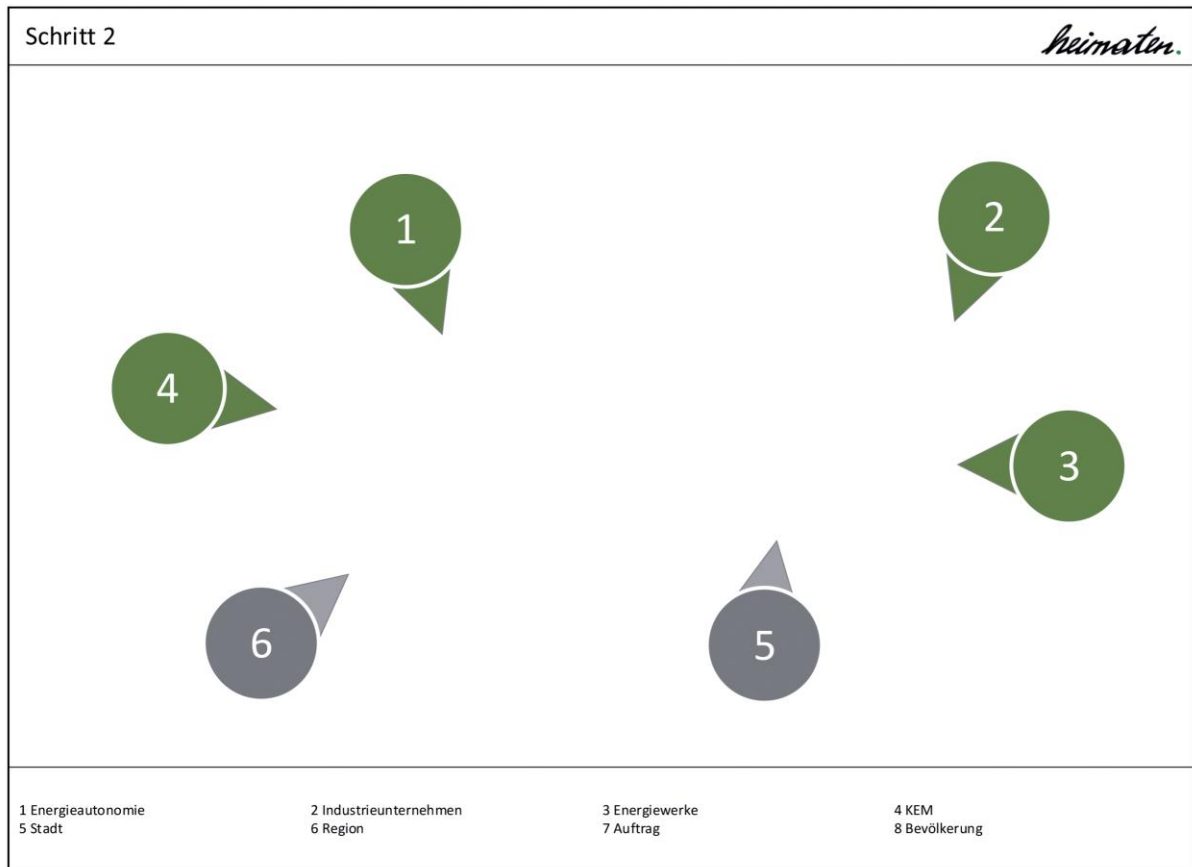 Schritt 2
heimaten.
1
2
4
3
6
5
1 Energieautonomie
2 Industrieunternehmen
3 Energiewerke
4 KEM
5 Stadt
6 Region
7 Auftrag
8 Bevölkerung